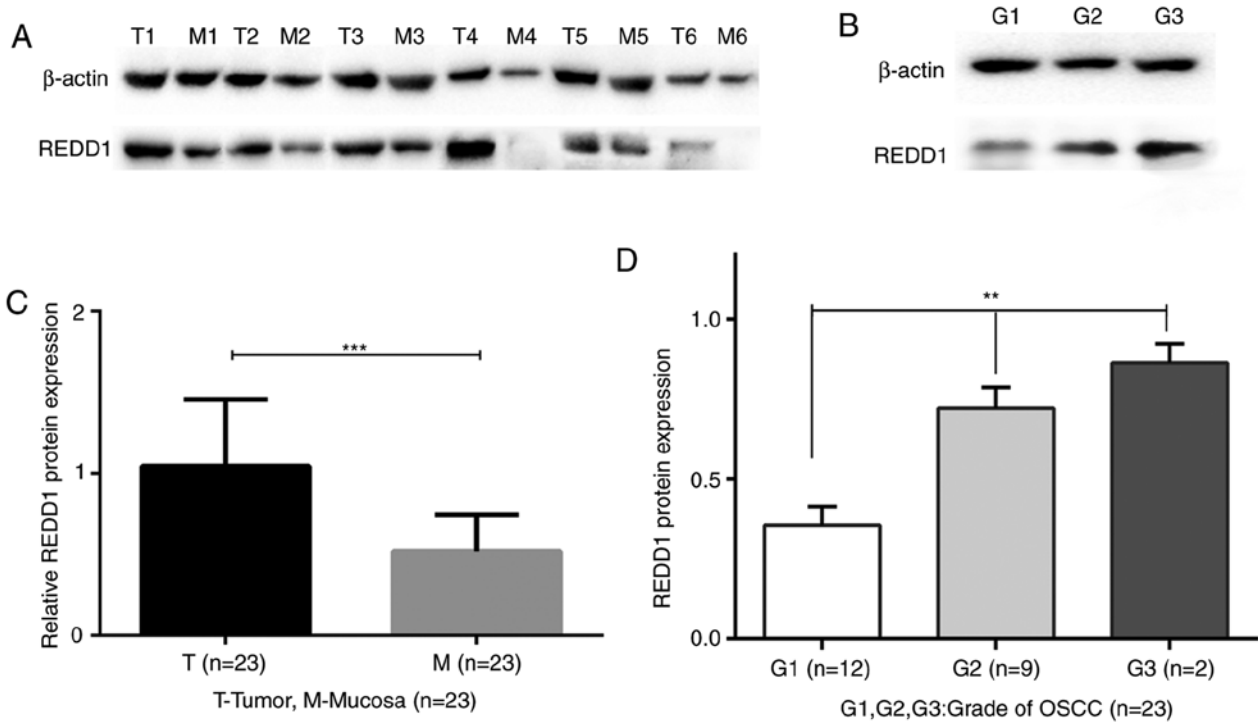 A
T1 M1 T2 M2 T3 M3 T4 M4 T5 M5 T6 M6
β-actin
REDD1
B
G1 G2 G3
β-actin
REDD1
C
Relative REDD1 protein expression
2
1
0
***
T (n=23) M (n=23)
T-Tumor, M-Mucosa (n=23)
D
REDD1 protein expression
1.0
0.5
0.0
**
G1 (n=12) G2 (n=9) G3 (n=2)
G1,G2,G3:Grade of OSCC (n=23)